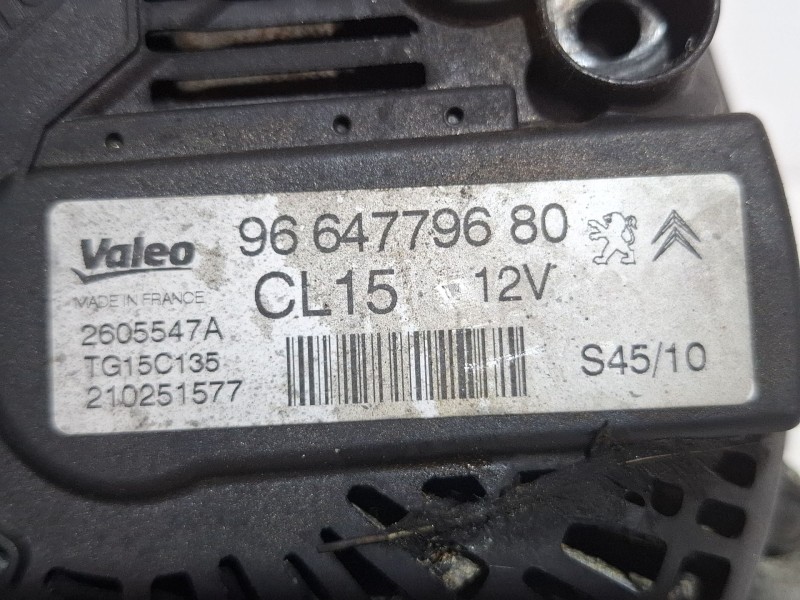 Valeo
96 647796 80
MADE IN FRANCE
CL15 12V
2605547A
TG15C135
S45/10
210251577